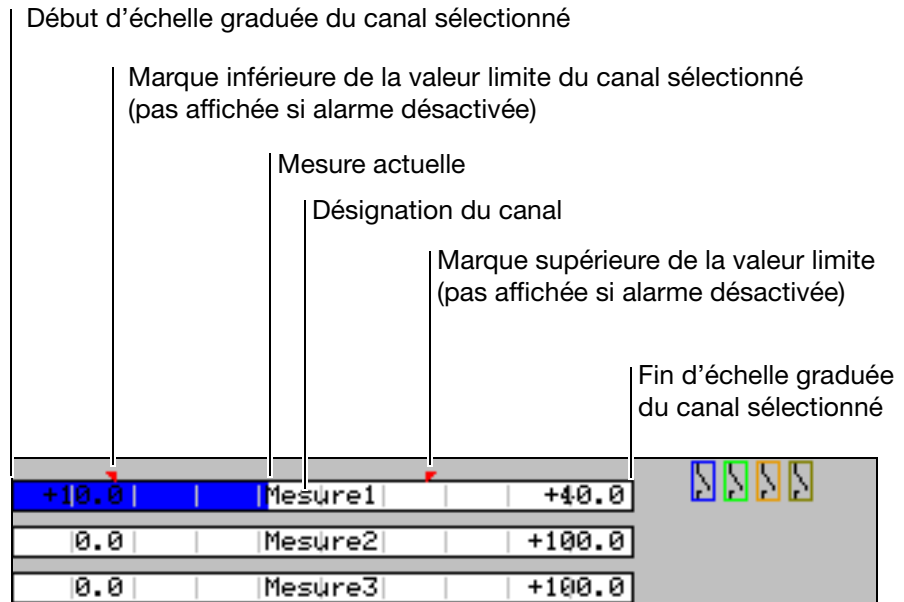 Début d’échelle graduée du canal sélectionné
Marque inférieure de la valeur limite du canal sélectionné
(pas affichée si alarme désactivée)
Mesure actuelle
Désignation du canal
Marque supérieure de la valeur limite
(pas affichée si alarme désactivée)
Fin d’échelle graduée
du canal sélectionné
+10.0 Mesure1 +40.0
0.0 Mesure2 +100.0
0.0 Mesure3 +100.0